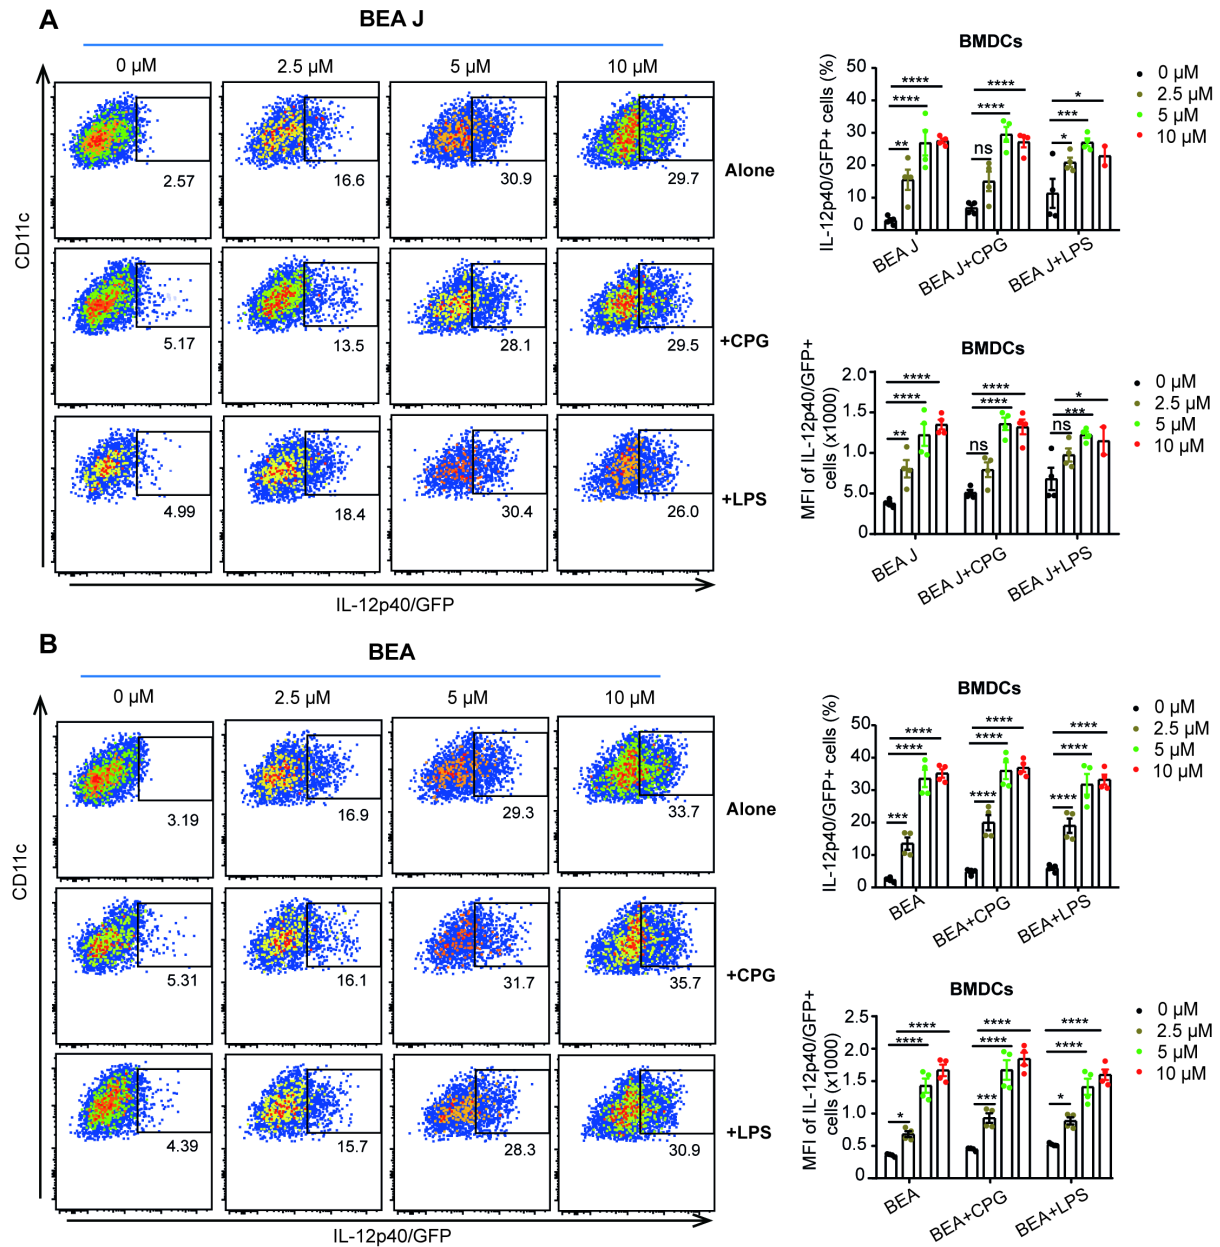 A
BEA J
0 µM 2.5 µM 5 µM 10 µM
CD11c
2.57 16.6 30.9 29.7
Alone
5.17 13.5 28.1 29.5
+CPG
4.99 18.4 30.4 26.0
+LPS
IL-12p40/GFP
BMDCs
IL-12p40/GFP+ cells (%)
50
40
30
20
10
0
** **** ****
ns **** ****
* *** *
BEA J BEA J+CPG BEA J+LPS
0 µM
2.5 µM
5 µM
10 µM
BMDCs
MFI of IL-12p40/GFP+
cells (x1000)
2.0
1.5
1.0
5.0
0
** **** ****
ns **** ****
ns *** *
BEA J BEA J+CPG BEA J+LPS
0 µM
2.5 µM
5 µM
10 µM
B
BEA
0 µM 2.5 µM 5 µM 10 µM
CD11c
3.19 16.9 29.3 33.7
Alone
5.31 16.1 31.7 35.7
+CPG
4.39 15.7 28.3 30.9
+LPS
IL-12p40/GFP
BMDCs
IL-12p40/GFP+ cells (%)
50
40
30
20
10
0
*** **** ****
**** **** ****
**** **** ****
BEA BEA+CPG BEA+LPS
0 µM
2.5 µM
5 µM
10 µM
BMDCs
MFI of IL-12p40/GFP+
cells (x1000)
2.5
2.0
1.5
1.0
0.5
0
* **** ****
*** **** ****
* **** ****
BEA BEA+CPG BEA+LPS
0 µM
2.5 µM
5 µM
10 µM